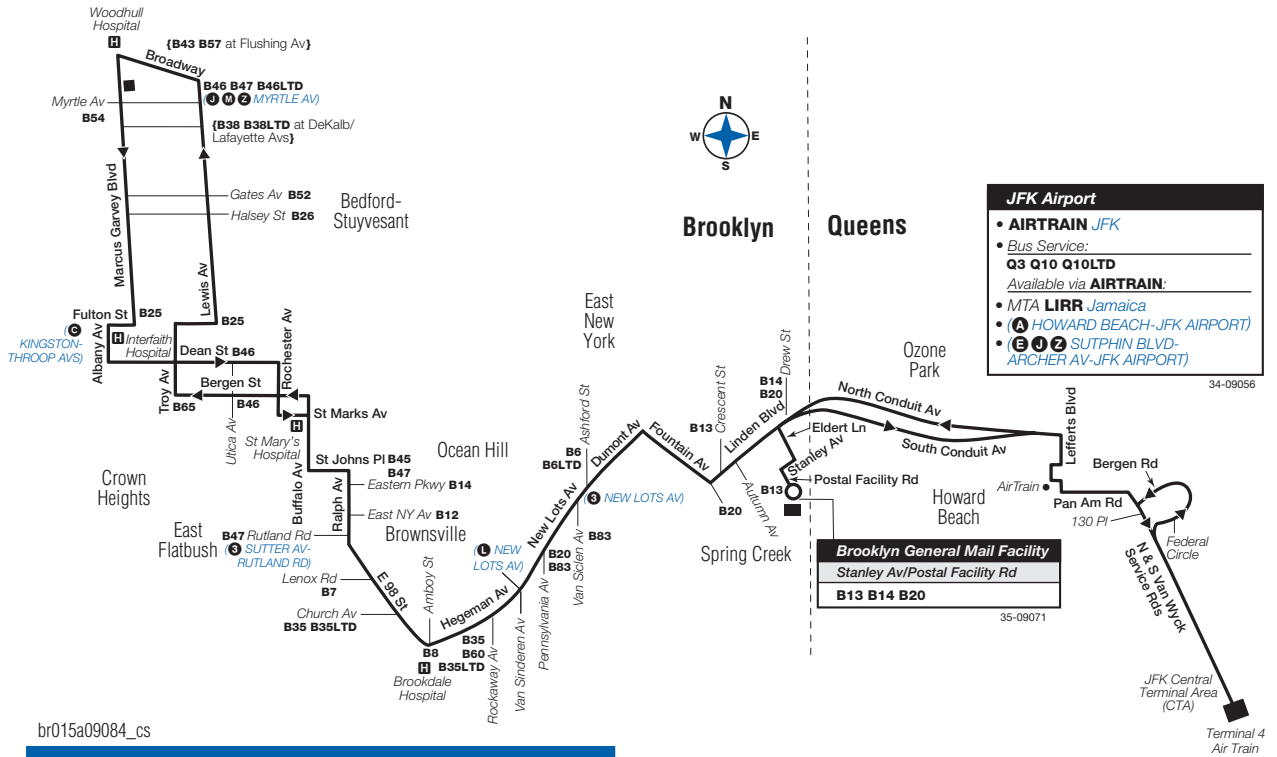 Woodhull
Hospital
H
{B43 B57 at Flushing Av}
Broadway
B46 B47 B46LTD
(J M Z MYRTLE AV)
Myrtle Av
B54
{B38 B38LTD at DeKalb/
Lafayette Avs}
Marcus Garvey Blvd
Gates Av B52
Halsey St B26
Bedford-
Stuyvesant
Lewis Av
Fulton St
B25
B25
(C
KINGSTON-
THROOP AVS)
Albany Av
H Interfaith
Hospital
Dean St B46
Rochester Av
Troy Av
Bergen St
B65
B46
St Marks Av
Utica Av
H
St Mary's
Hospital
St Johns Pl B45
B47
Eastern Pkwy B14
Buffalo Av
Ralph Av
East NY Av B12
Crown
Heights
Ocean Hill
Brownsville
East
Flatbush
B47 Rutland Rd
(3 SUTTER AV-
RUTLAND RD)
Lenox Rd
B7
E 98 St
Church Av
B35 B35LTD
Amboy St
B8
H
Brookdale
Hospital
Hegeman Av
B35
B60
B35LTD
Rockaway Av
(L NEW
LOTS AV)
Van Sinderen Av
New Lots Av
B20
B83
Pennsylvania Av
Van Siclen Av
B83
(3 NEW LOTS AV)
B6
B6LTD
Ashford St
Dumont Av
East
New
York
Fountain Av
B13
Crescent St
B20
Linden Blvd
Autumn Av
B14
B20
Drew St
Eldert Ln
Stanley Av
Postal Facility Rd
B13
Spring Creek
N
W
E
S
Brooklyn
Queens
Ozone
Park
North Conduit Av
South Conduit Av
Howard
Beach
Lefferts Blvd
AirTrain
Pan Am Rd
Bergen Rd
130 Pl
Federal
Circle
N & S Van Wyck
Service Rds
JFK Central
Terminal Area
(CTA)
Terminal 4
Air Train
JFK Airport
• AIRTRAIN JFK
• Bus Service:
Q3 Q10 Q10LTD
Available via AIRTRAIN:
• MTA LIRR Jamaica
• (A HOWARD BEACH-JFK AIRPORT)
• (E J Z SUTPHIN BLVD-
ARCHER AV-JFK AIRPORT)
34-09056
Brooklyn General Mail Facility
Stanley Av/Postal Facility Rd
B13 B14 B20
35-09071
br015a09084_cs